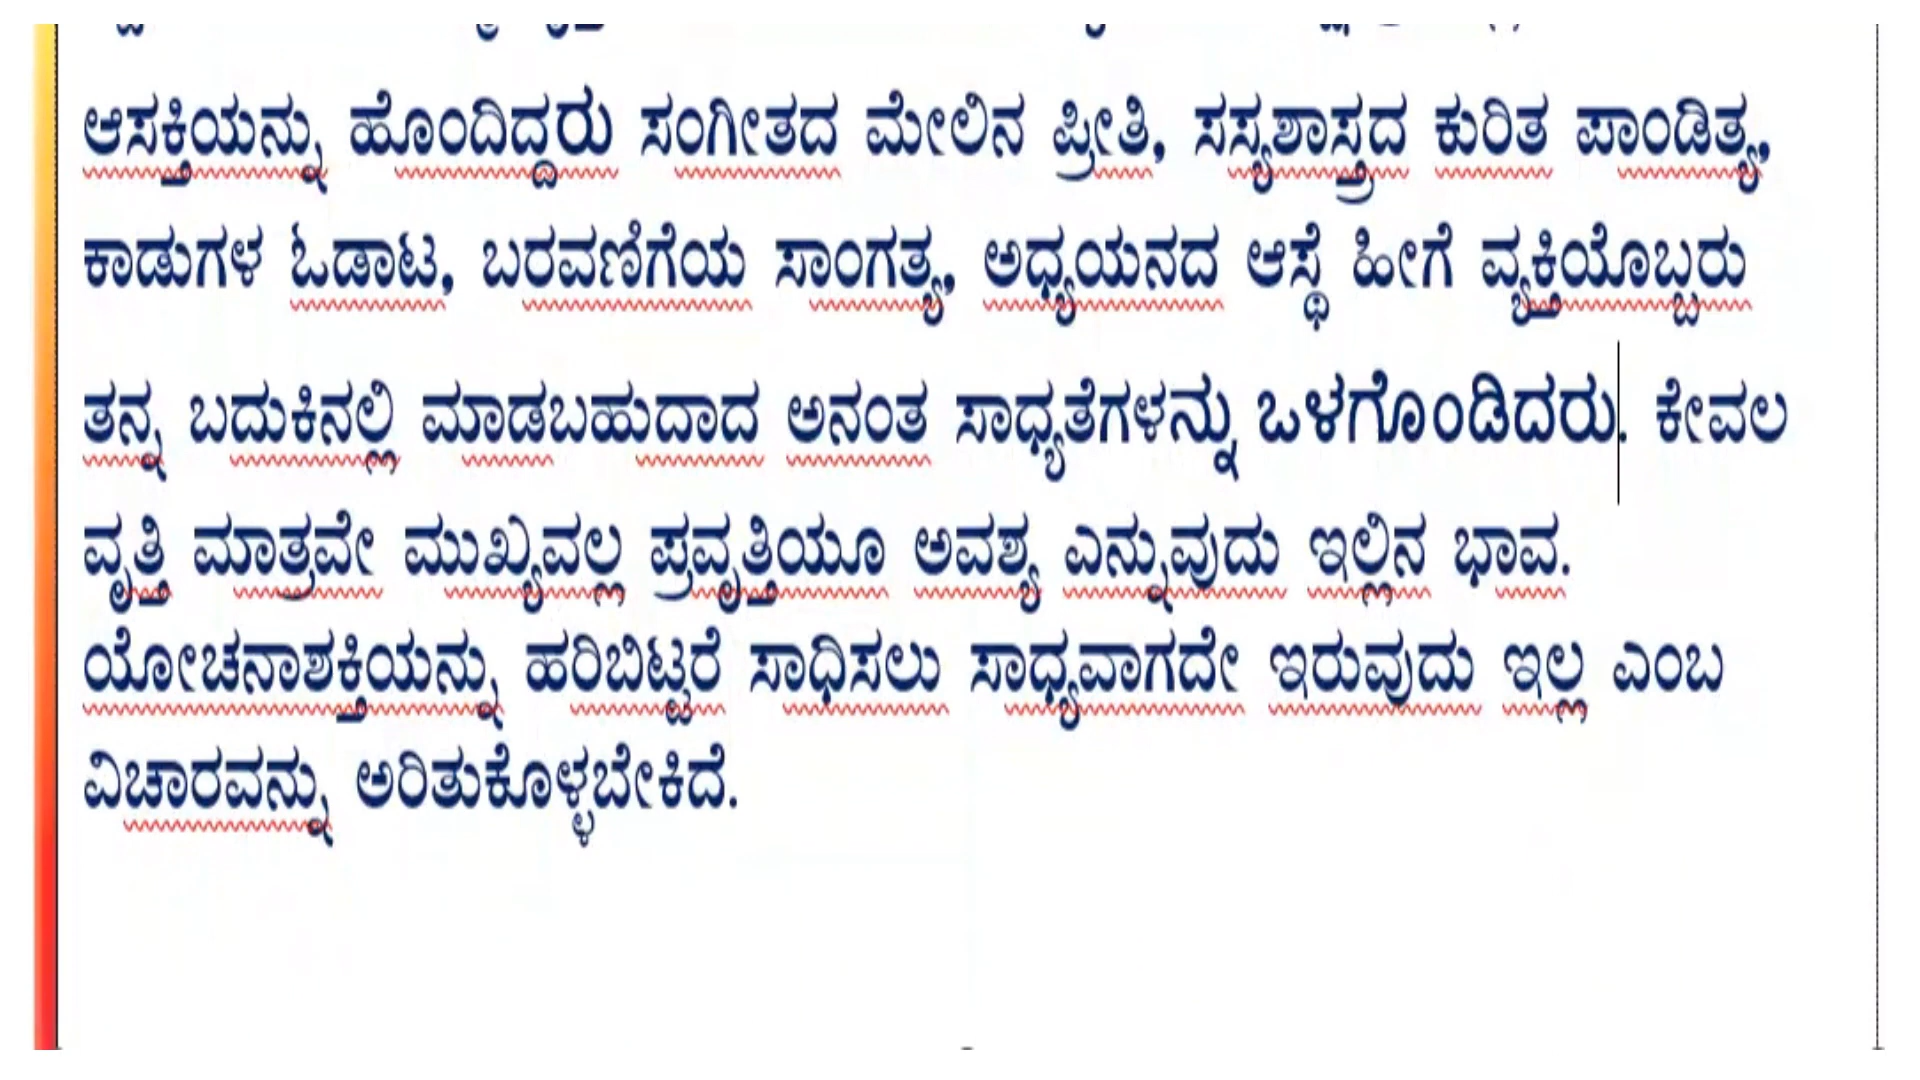 ಆಸಕ್ತಿಯನ್ನು ಹೊಂದಿದ್ದರು ಸಂಗೀತದ ಮೇಲಿನ ಪ್ರೀತಿ, ಸಸ್ಯಶಾಸ್ತ್ರದ ಕುರಿತ ಪಾಂಡಿತ್ಯ,
ಕಾಡುಗಳ ಓಡಾಟ, ಬರವಣಿಗೆಯ ಸಾಂಗತ್ಯ, ಅಧ್ಯಯನದ ಆಸ್ಥೆ ಹೀಗೆ ವ್ಯಕ್ತಿಯೊಬ್ಬರು
ತನ್ನ ಬದುಕಿನಲ್ಲಿ ಮಾಡಬಹುದಾದ ಅನಂತ ಸಾಧ್ಯತೆಗಳನ್ನು ಒಳಗೊಂಡಿದರು. ಕೇವಲ
ವೃತ್ತಿ ಮಾತ್ರವೇ ಮುಖ್ಯವಲ್ಲ ಪ್ರವೃತ್ತಿಯೂ ಅವಶ್ಯ ಎನ್ನುವುದು ಇಲ್ಲಿನ ಭಾವ.
ಯೋಚನಾಶಕ್ತಿಯನ್ನು ಹರಿಬಿಟ್ಟರೆ ಸಾಧಿಸಲು ಸಾಧ್ಯವಾಗದೇ ಇರುವುದು ಇಲ್ಲ ಎಂಬ
ವಿಚಾರವನ್ನು ಅರಿತುಕೊಳ್ಳಬೇಕಿದೆ.